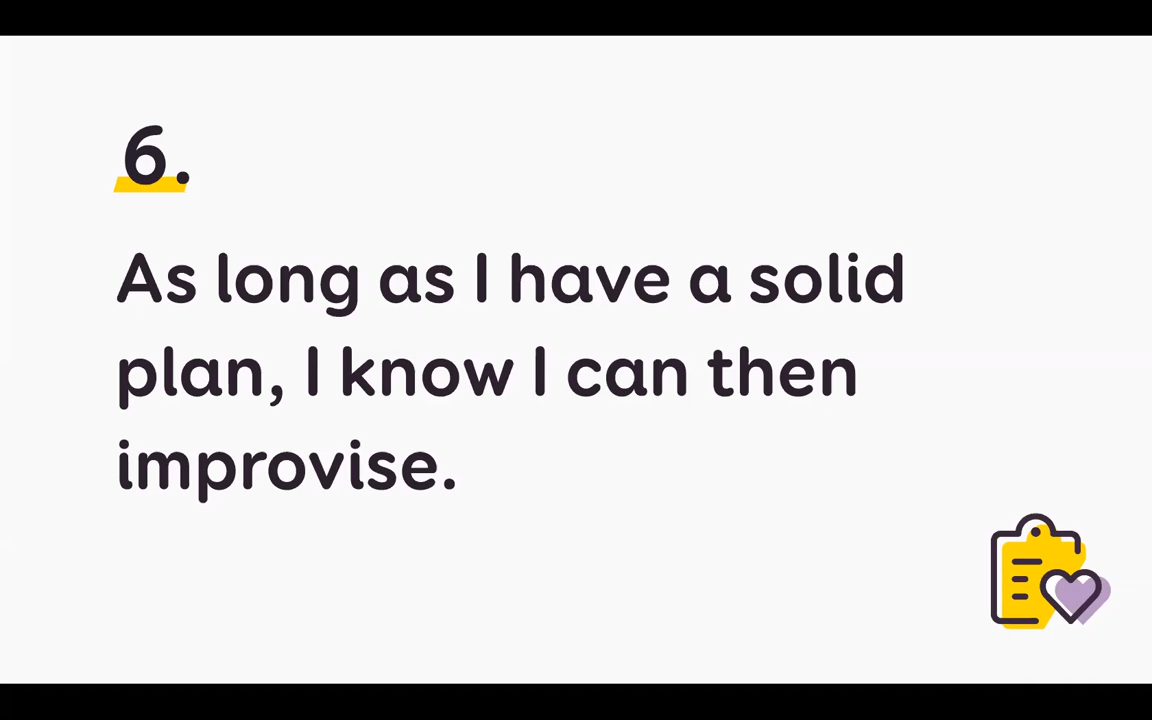 6.
As long as I have a solid
plan, I know I can then
improvise.